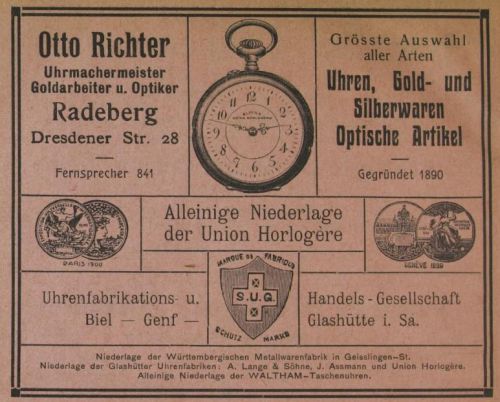 Otto Richter
Uhrmachermeister
Goldarbeiter u. Optiker
Radeberg
Dresdener Str. 28
Fernsprecher 841
Grösste Auswahl
aller Arten
Uhren, Gold- und
Silberwaren
Optische Artikel
Gegründet 1890
Alleinige Niederlage
der Union Horlogère
PARIS 1900
GENÈVE 1896
MARQUE DE FABRIQUE
S.U.Q.
SCHUTZ MARKE
Uhrenfabrikations- u.
Biel — Genf —
Handels - Gesellschaft
Glashütte i. Sa.
Niederlage der Württembergischen Metallwarenfabrik in Geisslingen-St.
Niederlage der Glashütter Uhrenfabriken: A. Lange & Söhne, J. Assmann und Union Horlogère.
Alleinige Niederlage der WALTHAM-Taschenuhren.